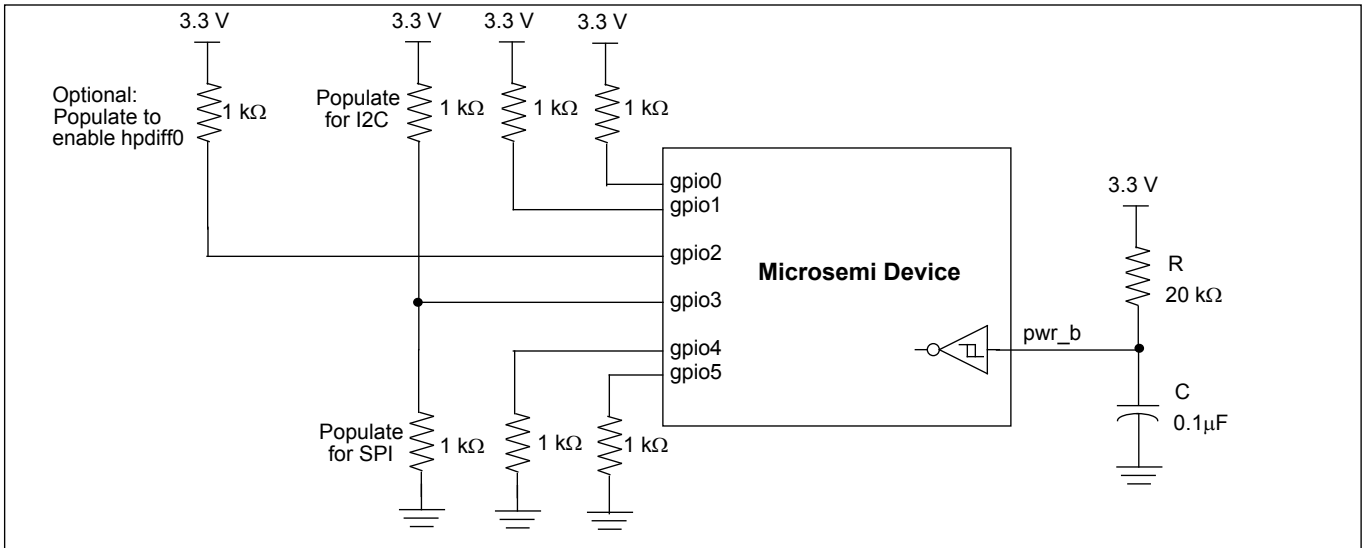 3.3 V
3.3 V
3.3 V
3.3 V
Optional:
Populate to
enable hpdiff0
1 kΩ
Populate
for I2C
1 kΩ
1 kΩ
1 kΩ
gpio0
gpio1
gpio2
gpio3
gpio4
gpio5
Microsemi Device
pwr_b
3.3 V
R
20 kΩ
C
0.1μF
Populate
for SPI
1 kΩ
1 kΩ
1 kΩ